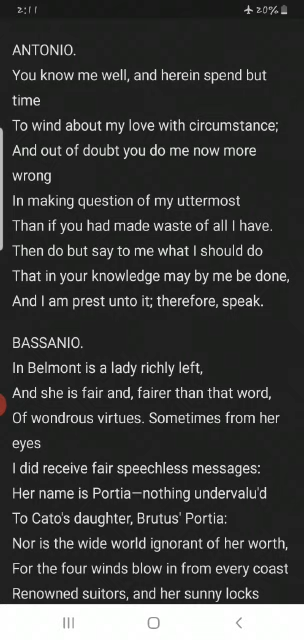 2:11
20%
ANTONIO.
You know me well, and herein spend but
time
To wind about my love with circumstance;
And out of doubt you do me now more
wrong
In making question of my uttermost
Than if you had made waste of all I have.
Then do but say to me what I should do
That in your knowledge may by me be done,
And I am prest unto it; therefore, speak.
BASSANIO.
In Belmont is a lady richly left,
And she is fair and, fairer than that word,
Of wondrous virtues. Sometimes from her
eyes
I did receive fair speechless messages:
Her name is Portia—nothing undervalu'd
To Cato's daughter, Brutus' Portia:
Nor is the wide world ignorant of her worth,
For the four winds blow in from every coast
Renowned suitors, and her sunny locks